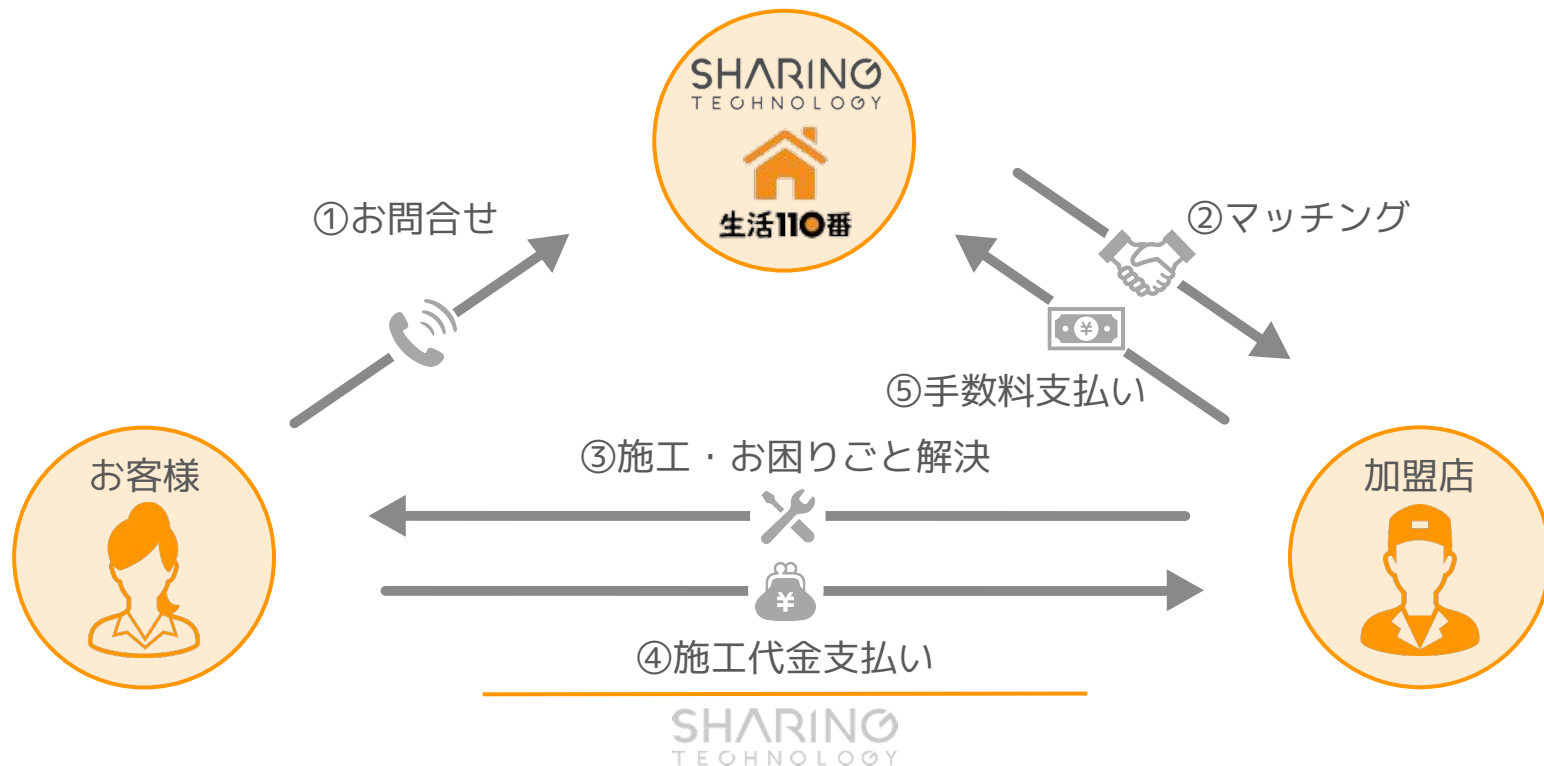 SHARING
TECHNOLOGY
生活110番
①お問合せ
②マッチング
⑤手数料支払い
③施工・お困りごと解決
お客様
加盟店
¥
¥
④施工代金支払い
SHARING
TECHNOLOGY